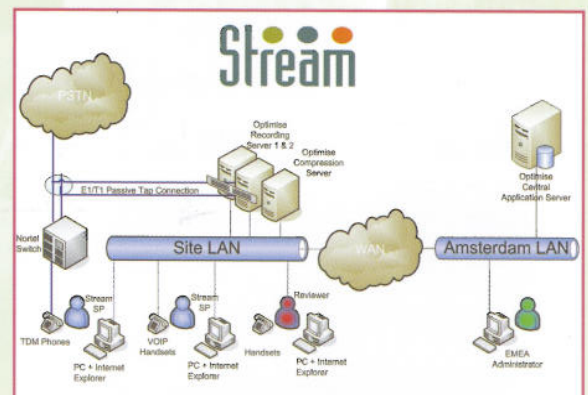 Stream
PSTN
Optimise
Recording
Server 1 & 2
Optimise
Compression
Server
Optimise
Central
Application Server
E1/T1 Passive Tap Connection
Nortel
Switch
Site LAN
WAN
Amsterdam LAN
Stream
SP
Stream
SP
Reviewer
TDM Phones
VOIP
Handsets
Handsets
PC + Internet
Explorer
PC + Internet
Explorer
PC + Internet
Explorer
EMEA
Administrator